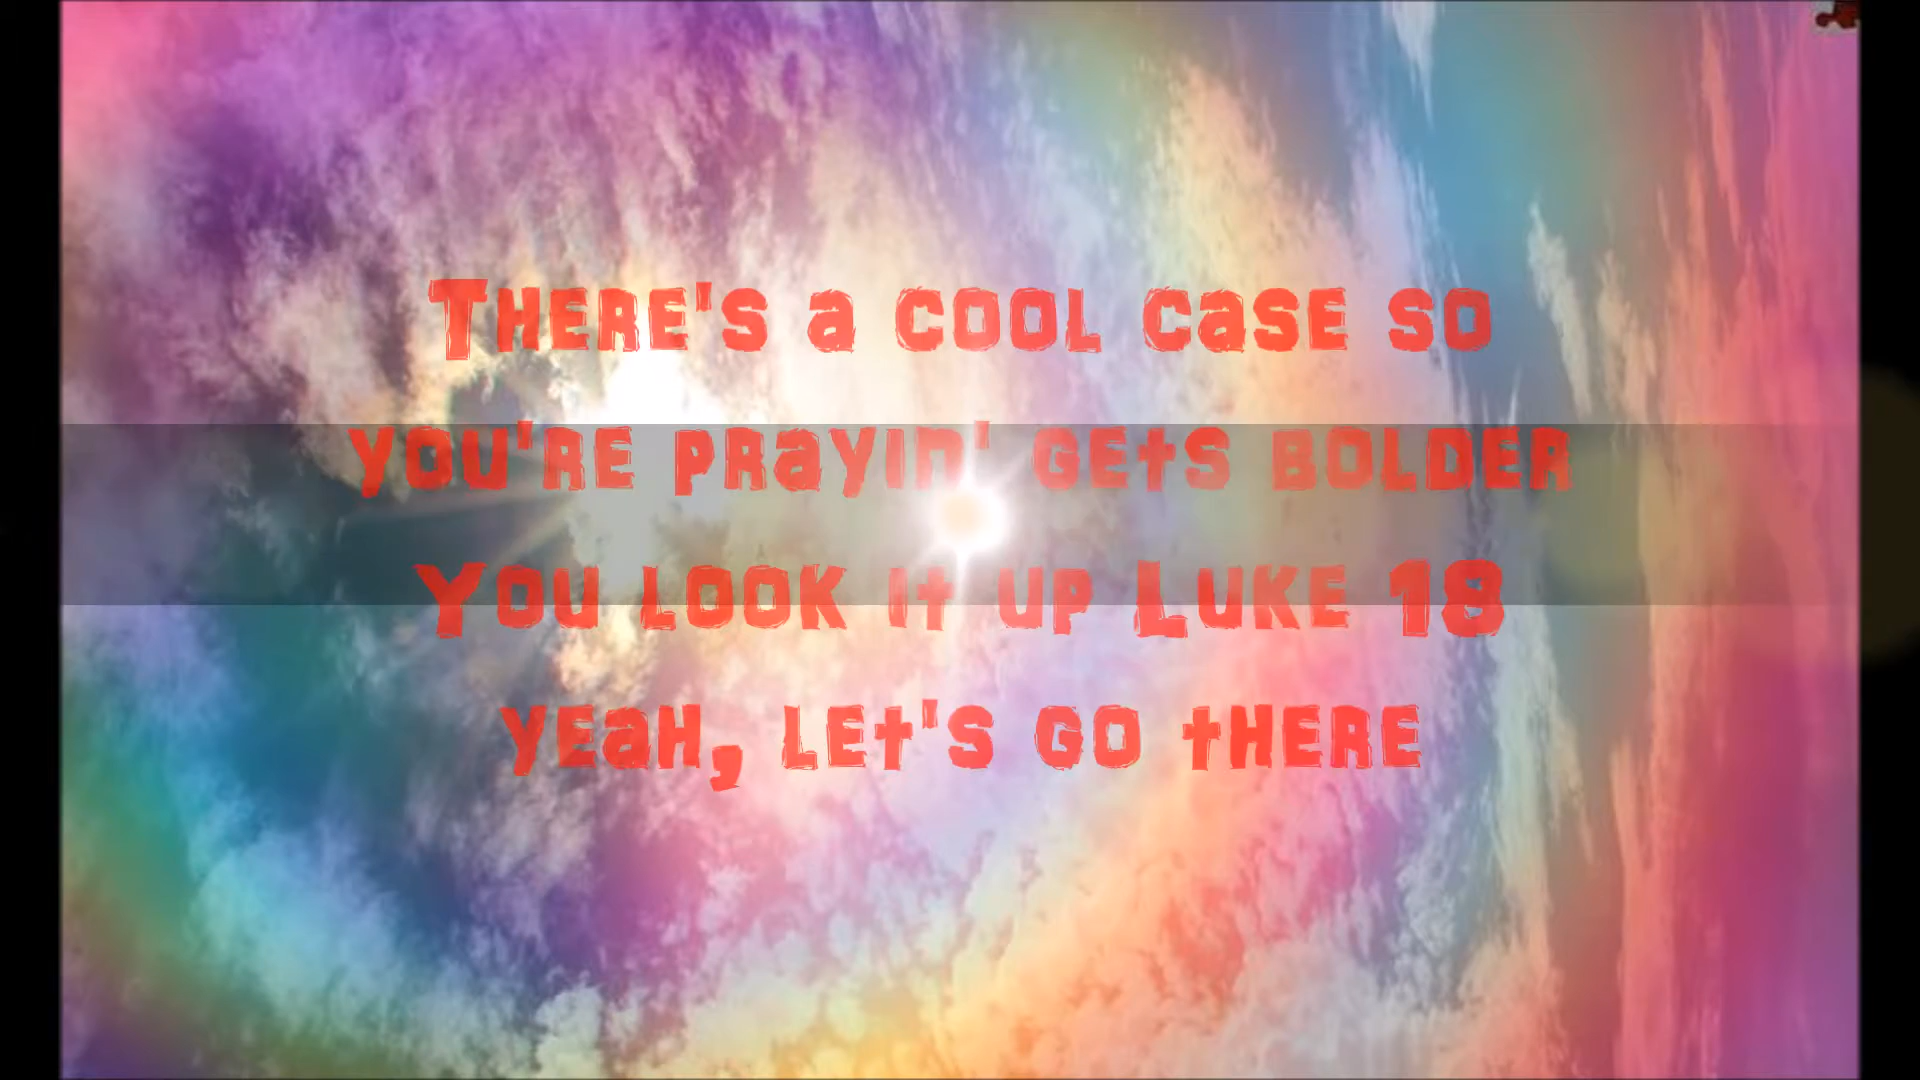 There's a cool case so
you're prayin' gets bolder
You look it up Luke 18
yeah, let's go there